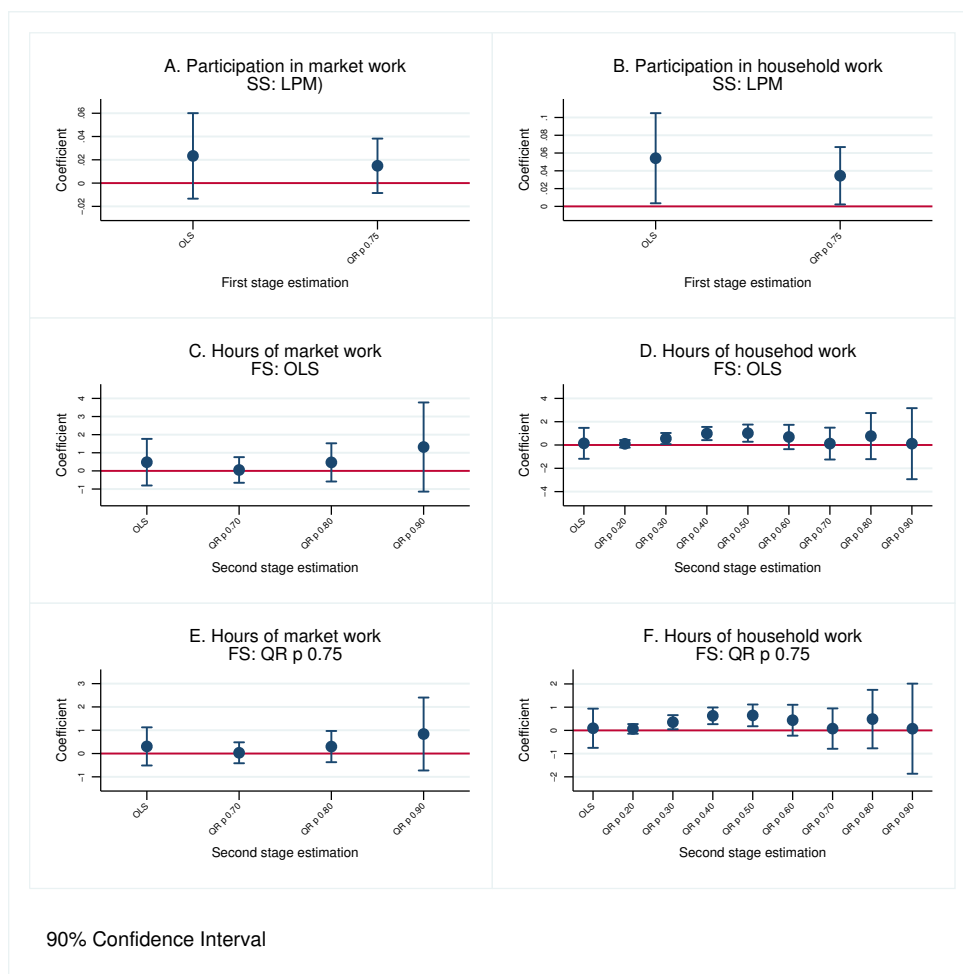 A. Participation in market work
SS: LPM)
Coefficient
.06
.04
.02
0
-.02
OLS
QR p 0.75
First stage estimation
B. Participation in household work
SS: LPM
Coefficient
.1
.08
.06
.04
.02
0
OLS
QR p 0.75
First stage estimation
C. Hours of market work
FS: OLS
Coefficient
4
3
2
1
0
-1
OLS
QR p 0.70
QR p 0.80
QR p 0.90
Second stage estimation
D. Hours of househod work
FS: OLS
Coefficient
4
2
0
-2
-4
OLS
QR p 0.20
QR p 0.30
QR p 0.40
QR p 0.50
QR p 0.60
QR p 0.70
QR p 0.80
QR p 0.90
Second stage estimation
E. Hours of market work
FS: QR p 0.75
Coefficient
3
2
1
0
-1
OLS
QR p 0.70
QR p 0.80
QR p 0.90
Second stage estimation
F. Hours of household work
FS: QR p 0.75
Coefficient
2
1
0
-1
-2
OLS
QR p 0.20
QR p 0.30
QR p 0.40
QR p 0.50
QR p 0.60
QR p 0.70
QR p 0.80
QR p 0.90
Second stage estimation
90% Confidence Interval